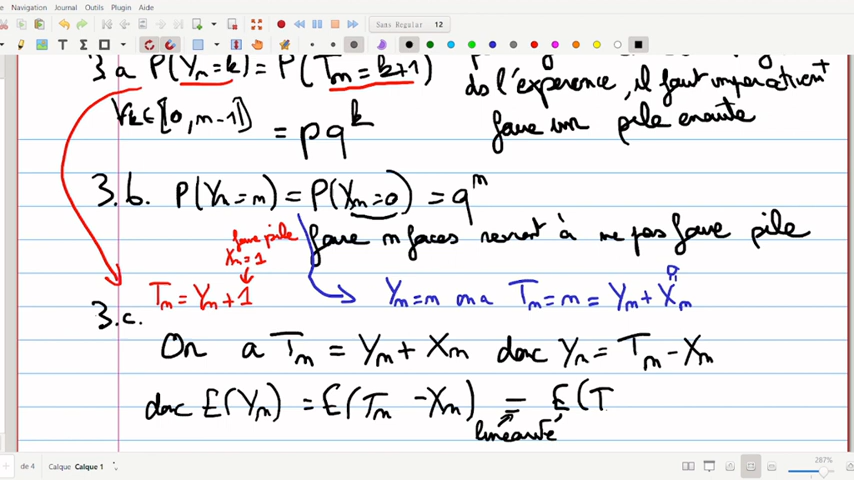 Navigation Journal Outils Plugin Aide
Sans Regular 12
3 a P(Yn=k) = P(Tn=k+1)
∀k∈[[0, n-1]] = pq^k
ds l'expérience, il faut impérativement
faire un pile ensuite
3.b. P(Yn=n) = P(Xn=0) = q^n
faire n faces revient à ne pas faire pile
faire pile
Xn=1
Tn = Yn + 1
Yn=n on a Tn = n = Yn + Xn
0
3.c.
On a Tn = Yn + Xn donc Yn = Tn - Xn
donc E(Yn) = E(Tn - Xn) = E(T
linéarité
de 4 Calque Calque 1 287%